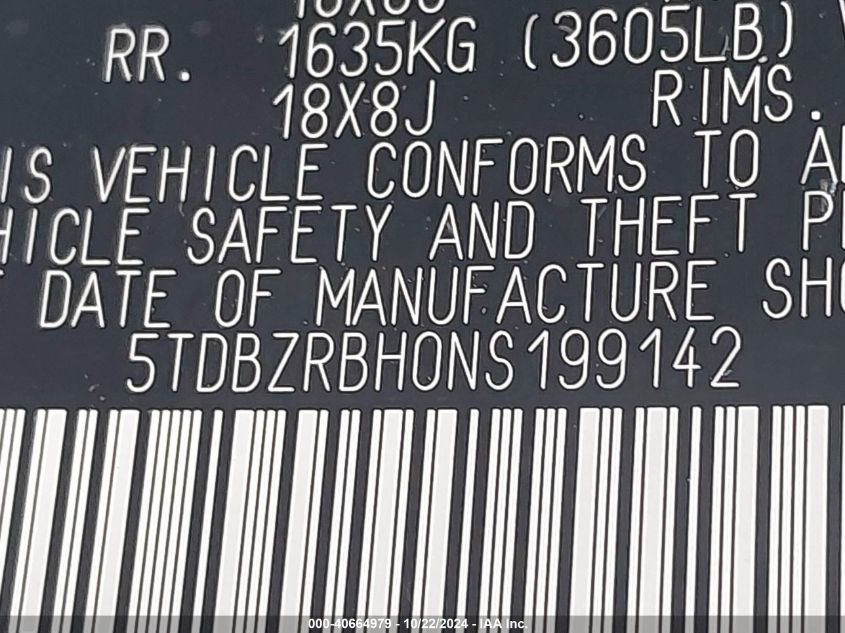 RR. 1635KG (3605LB)
18X8J RIMS.
IS VEHICLE CONFORMS TO
HICLE SAFETY AND THEFT
DATE OF MANUFACTURE
5TDBZRBH0NS199142
000-40664979 - 10/22/2024 - IAA Inc.